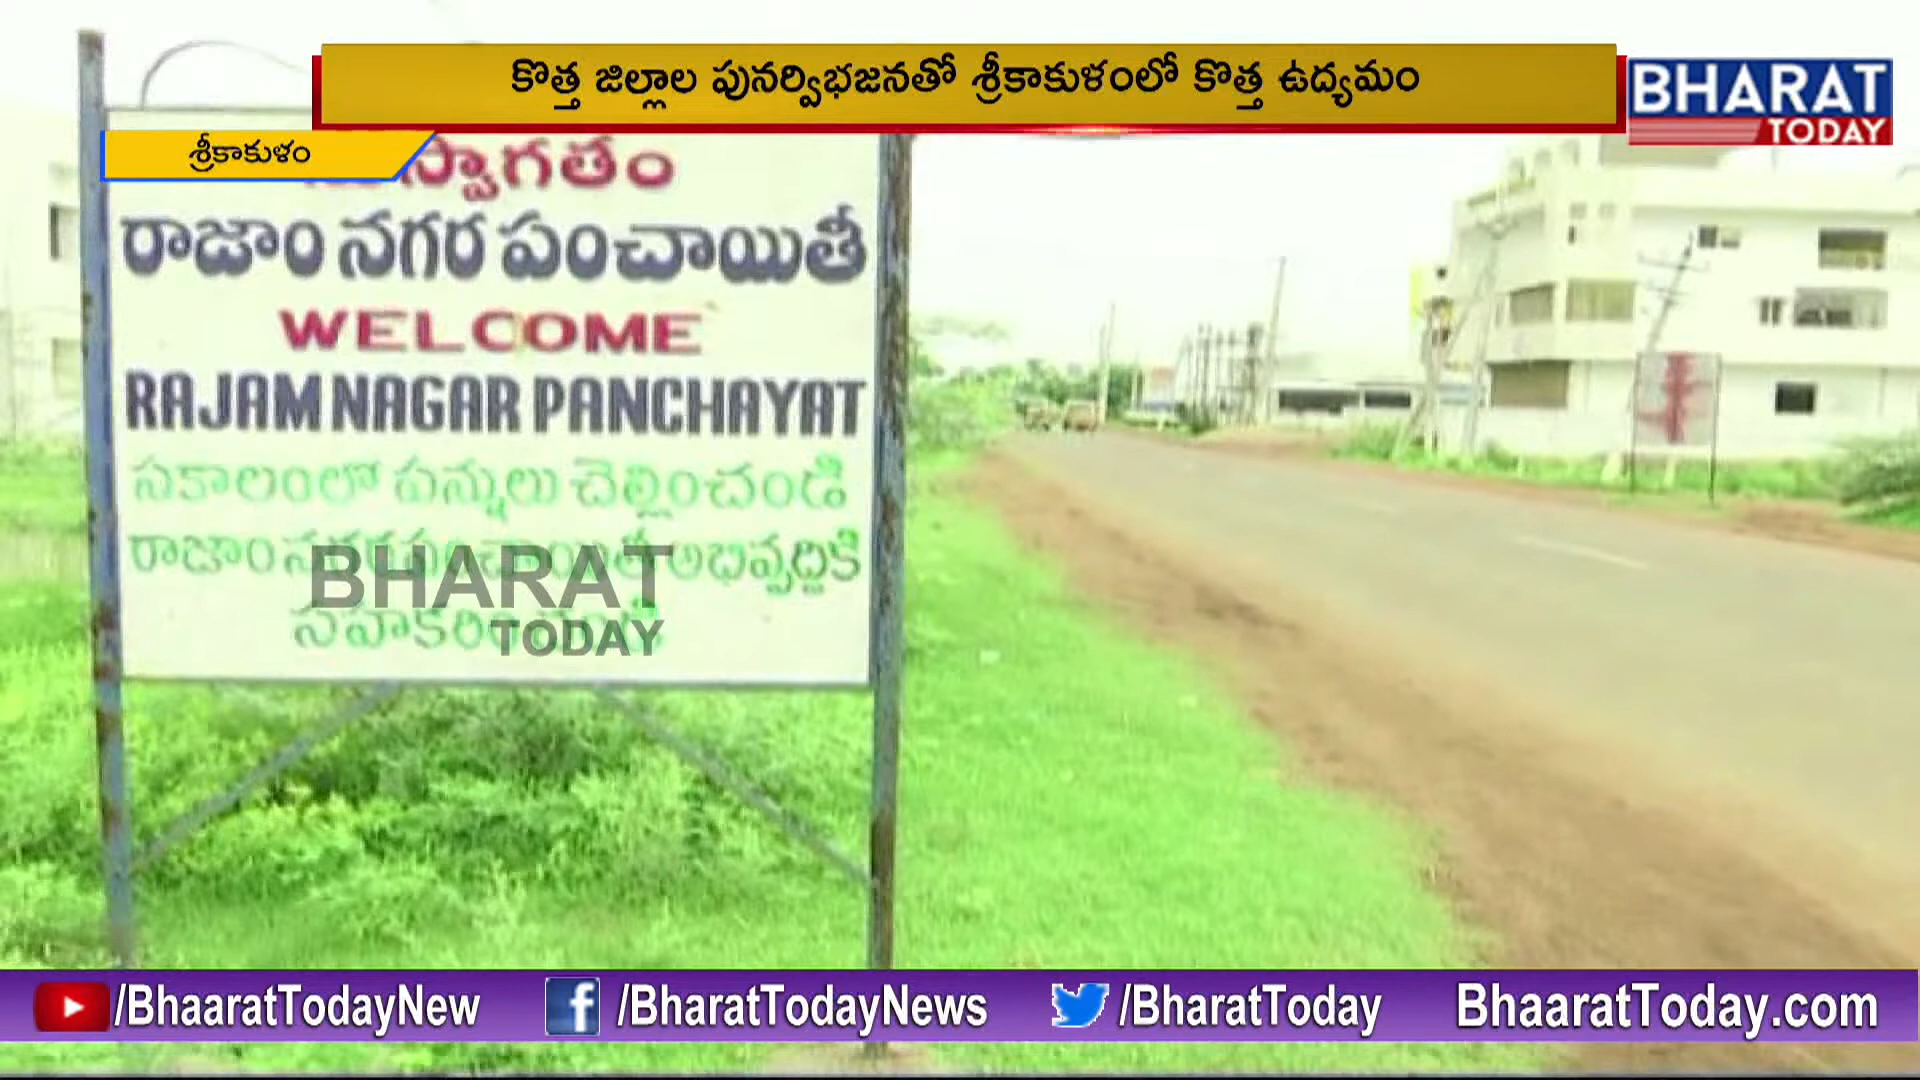 కొత్త జిల్లాల పునర్విభజనతో శ్రీకాకుళంలో కొత్త ఉద్యమం
BHARAT
TODAY
శ్రీకాకుళం
స్వాగతం
రాజాం నగర పంచాయితీ
WELCOME
RAJAM NAGAR PANCHAYAT
సకాలంలో పన్నులు చెల్లించండి
రాజాం నగర పంచాయితీ అభివృద్ధికి
BHARAT
TODAY
/BhaaratTodayNew
/BharatTodayNews
/BharatToday
BhaaratToday.com